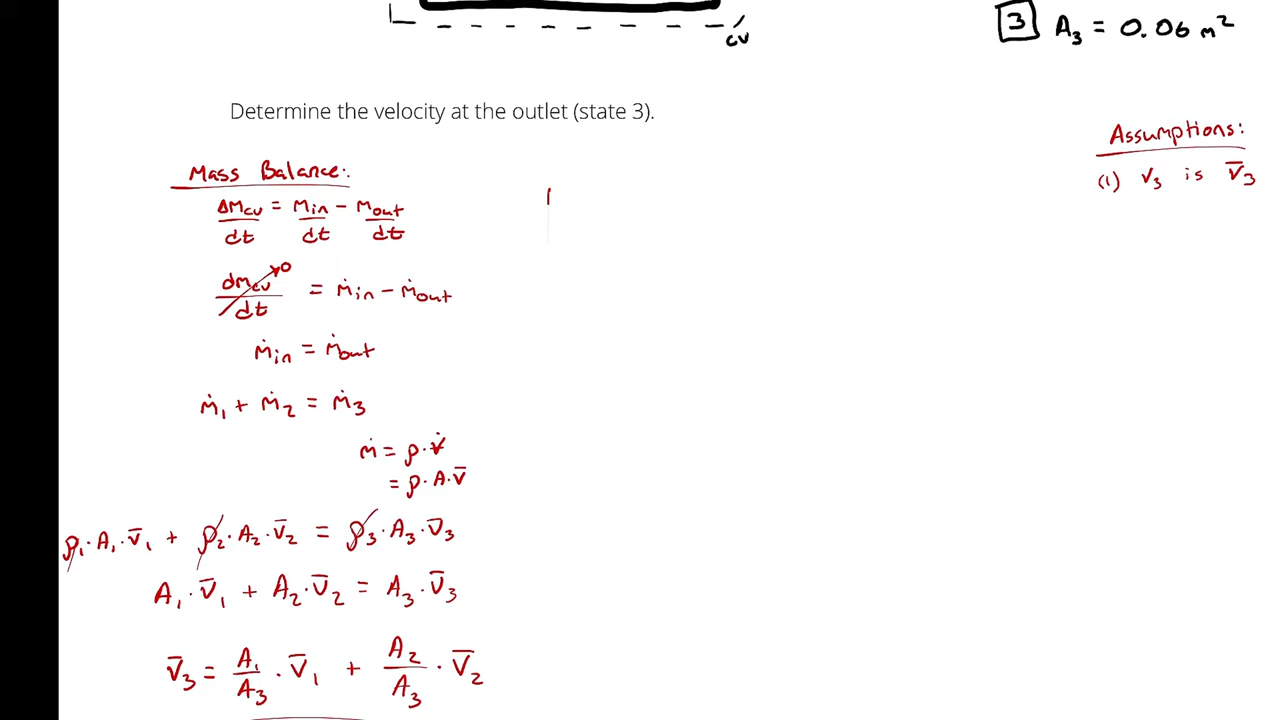 cv
3 A₃ = 0.06 m²
Determine the velocity at the outlet (state 3).
Assumptions:
(1) v₃ is V̄₃
Mass Balance:
ΔMcv/dt = Min/dt − Mout/dt
dMcv/dt → 0 = ṁin − ṁout
ṁin = ṁout
ṁ₁ + ṁ₂ = ṁ₃
ṁ = ρ·V̇
= ρ·A·V̄
ρ₁·A₁·V̄₁ + ρ₂·A₂·V̄₂ = ρ₃·A₃·V̄₃
A₁·V̄₁ + A₂·V̄₂ = A₃·V̄₃
V̄₃ = A₁/A₃ · V̄₁ + A₂/A₃ · V̄₂